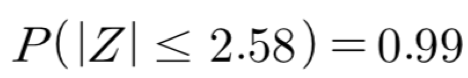 P(|Z| ≤ 2.58) = 0.99